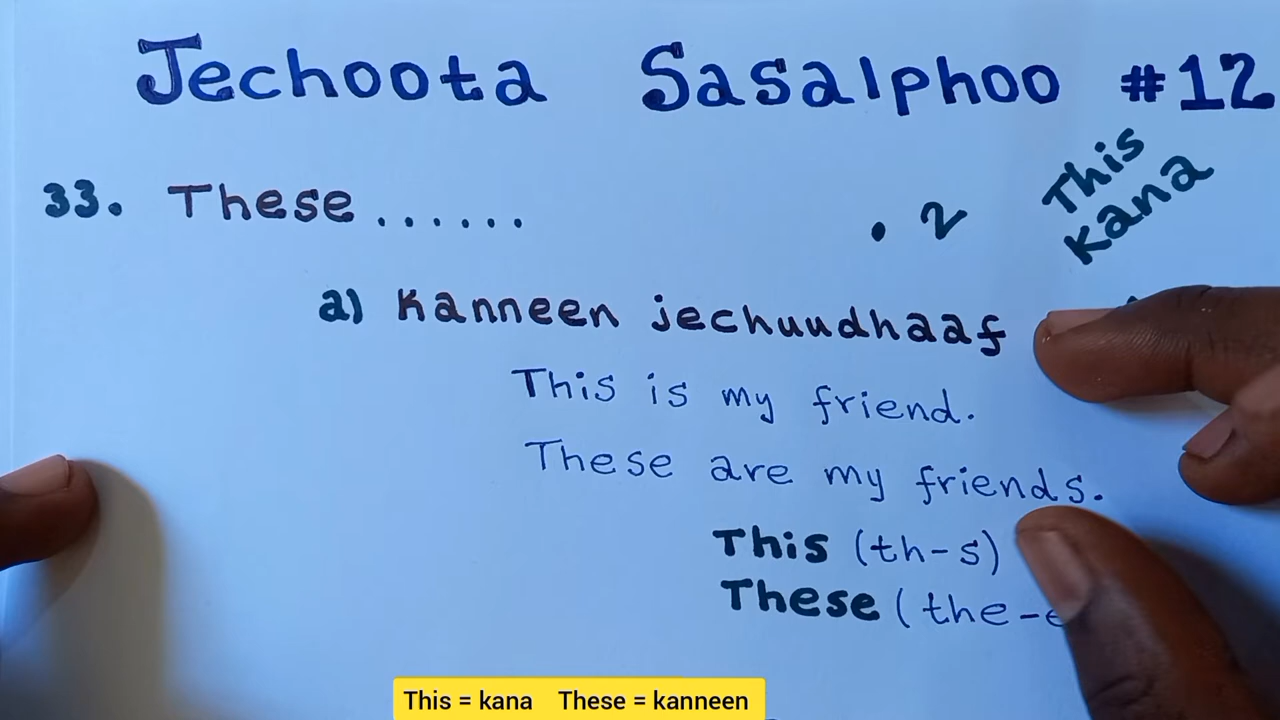 Jechoota Sasalphoo #12
33. These ......
. 2
This
kana
a) Kanneen jechuudhaaf
This is my friend.
These are my friends.
This (th-s)
These (the-e
This = kana These = kanneen